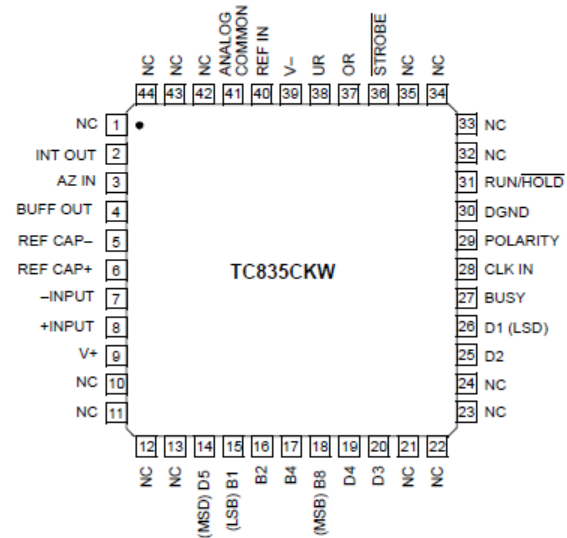 ANALOG
COMMON
NC NC NC REF IN V– UR OR STROBE NC NC
44 43 42 41 40 39 38 37 36 35 34
NC 1 33 NC
INT OUT 2 32 NC
AZ IN 3 31 RUN/HOLD
BUFF OUT 4 30 DGND
REF CAP– 5 29 POLARITY
REF CAP+ 6 TC835CKW 28 CLK IN
–INPUT 7 27 BUSY
+INPUT 8 26 D1 (LSD)
V+ 9 25 D2
NC 10 24 NC
NC 11 23 NC
12 13 14 15 16 17 18 19 20 21 22
NC NC (MSD) D5 (LSB) B1 B2 B4 (MSB) B8 D4 D3 NC NC